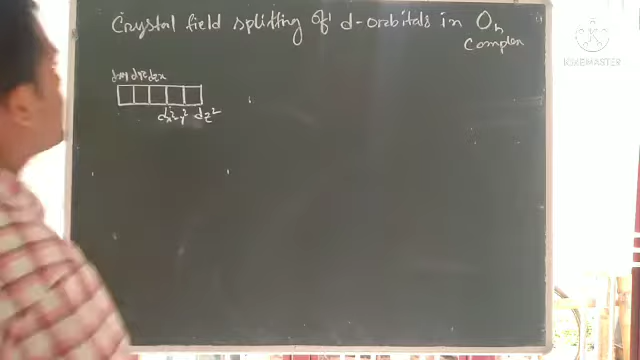 Crystal field splitting of d-orbitals in Oh
Complex
KINEMASTER
dxy dyz dzx
dx²-y² dz²